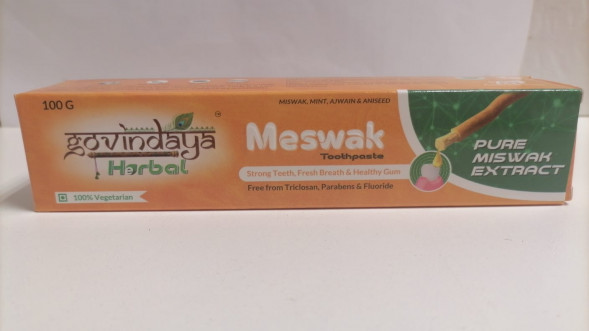 100 G
govindaya
Herbal
100% Vegetarian
MISWAK, MINT, AJWAIN & ANISEED
Meswak
Toothpaste
Strong Teeth, Fresh Breath & Healthy Gum
Free from Triclosan, Parabens & Fluoride
PURE
MISWAK
EXTRACT